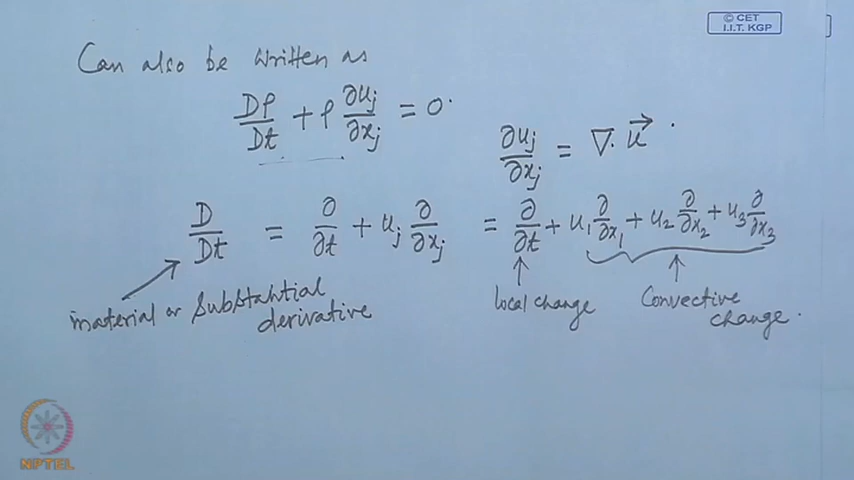 © CET
I.I.T. KGP
Can also be written as
Dρ/Dt + ρ ∂uj/∂xj = 0.
∂uj/∂xj = ∇·u⃗.
D/Dt = ∂/∂t + uj ∂/∂xj = ∂/∂t + u1 ∂/∂x1 + u2 ∂/∂x2 + u3 ∂/∂x3
material or Substantial
derivative
local change
Convective
change.
NPTEL